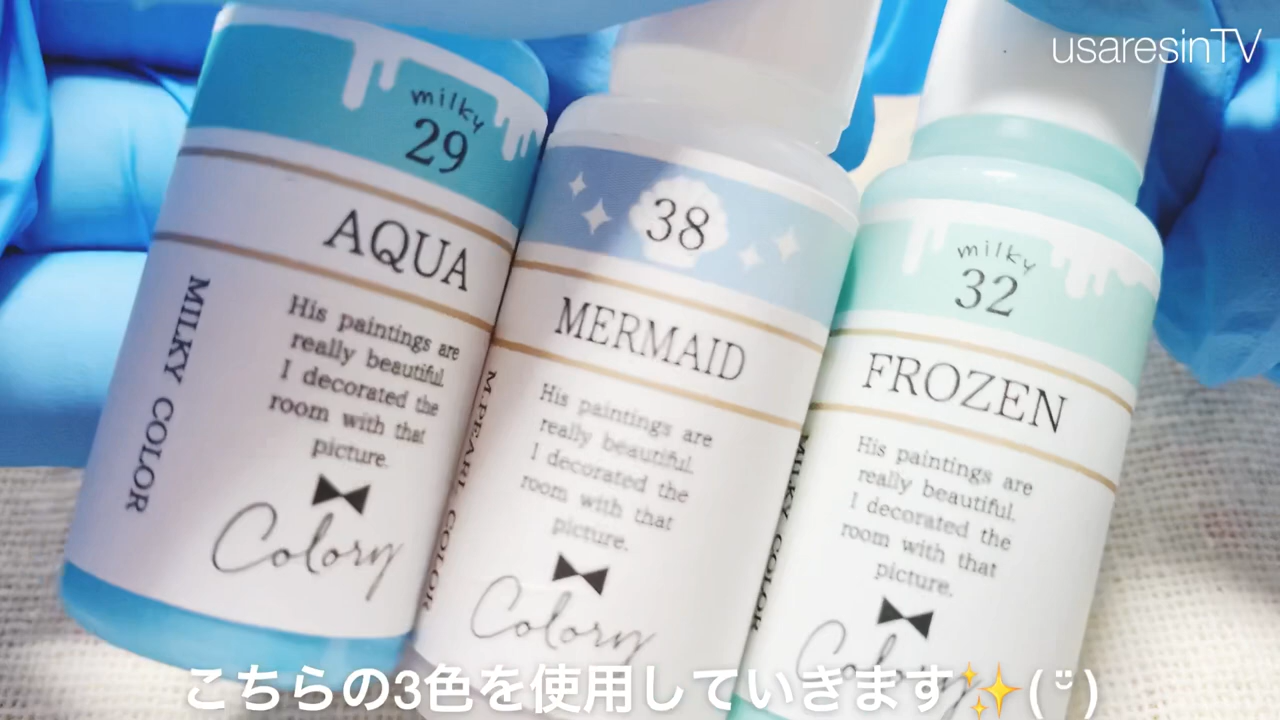 usaresinTV
milky
29
AQUA
His paintings are
really beautiful.
I decorated the
room with that
picture.
Colory
MILKY COLOR
38
MERMAID
His paintings are
really beautiful.
I decorated the
room with that
picture.
Colory
M.PEARL COLOR
milky
32
FROZEN
His paintings are
really beautiful.
I decorated the
room with that
picture.
Colory
MILKY COLOR
こちらの3色を使用していきます✨(ᵕ̈)